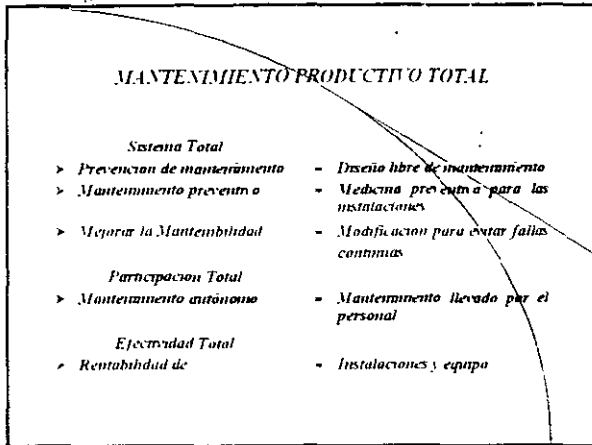 MANTENIMIENTO PRODUCTIVO TOTAL
Sistema Total
➤ Prevencion de mantenimiento = Diseño libre de mantenimiento
➤ Mantenimiento preventivo = Medicina preventiva para las
instalaciones
➤ Mejorar la Mantenibilidad = Modificacion para evitar fallas
continuas
Participacion Total
➤ Mantenimiento autónomo = Mantenimiento llevado por el
personal
Efectividad Total
➤ Rentabilidad de = Instalaciones y equipo